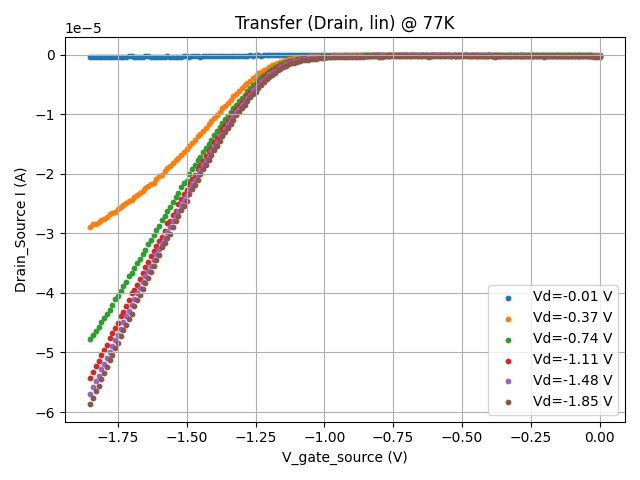 Transfer (Drain, lin) @ 77K
1e−5
0
−1
−2
−3
−4
−5
−6
Drain_Source I (A)
Vd=-0.01 V
Vd=-0.37 V
Vd=-0.74 V
Vd=-1.11 V
Vd=-1.48 V
Vd=-1.85 V
−1.75 −1.50 −1.25 −1.00 −0.75 −0.50 −0.25 0.00
V_gate_source (V)